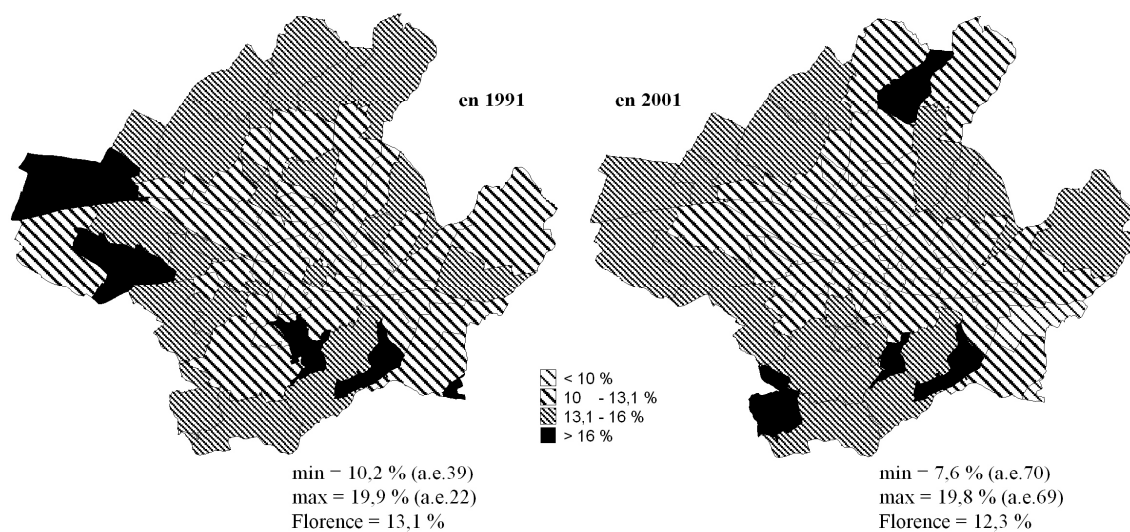 en 1991
en 2001
< 10 %
10 - 13,1 %
13,1 - 16 %
> 16 %
min = 10,2 % (a.e.39)
max = 19,9 % (a.e.22)
Florence = 13,1 %
min = 7,6 % (a.e.70)
max = 19,8 % (a.e.69)
Florence = 12,3 %